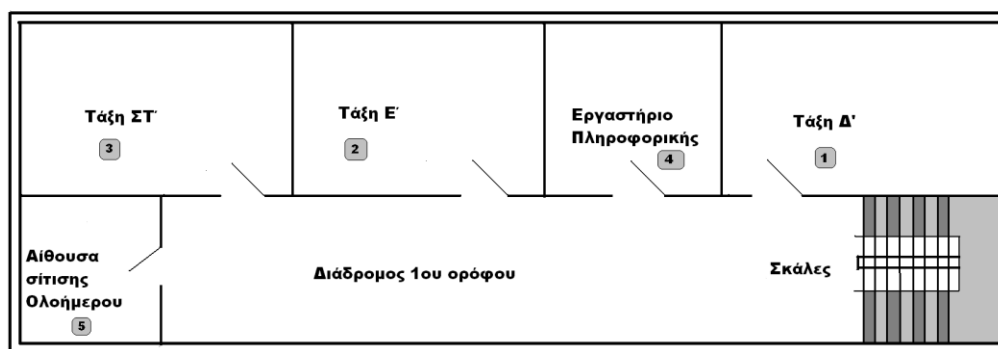 Τάξη ΣΤ΄
3
Τάξη Ε΄
2
Εργαστήριο
Πληροφορικής
4
Τάξη Δ'
1
Αίθουσα
σίτισης
Ολοήμερου
5
Διάδρομος 1ου ορόφου
Σκάλες